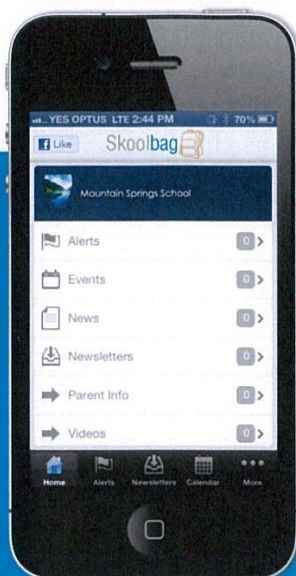 YES OPTUS LTE 2:44 PM 70%
f Like Skoolbag
Mountain Springs School
Alerts 0
Events 0
News 0
Newsletters 0
Parent Info 0
Videos 0
Home Alerts Newsletters Calendar More